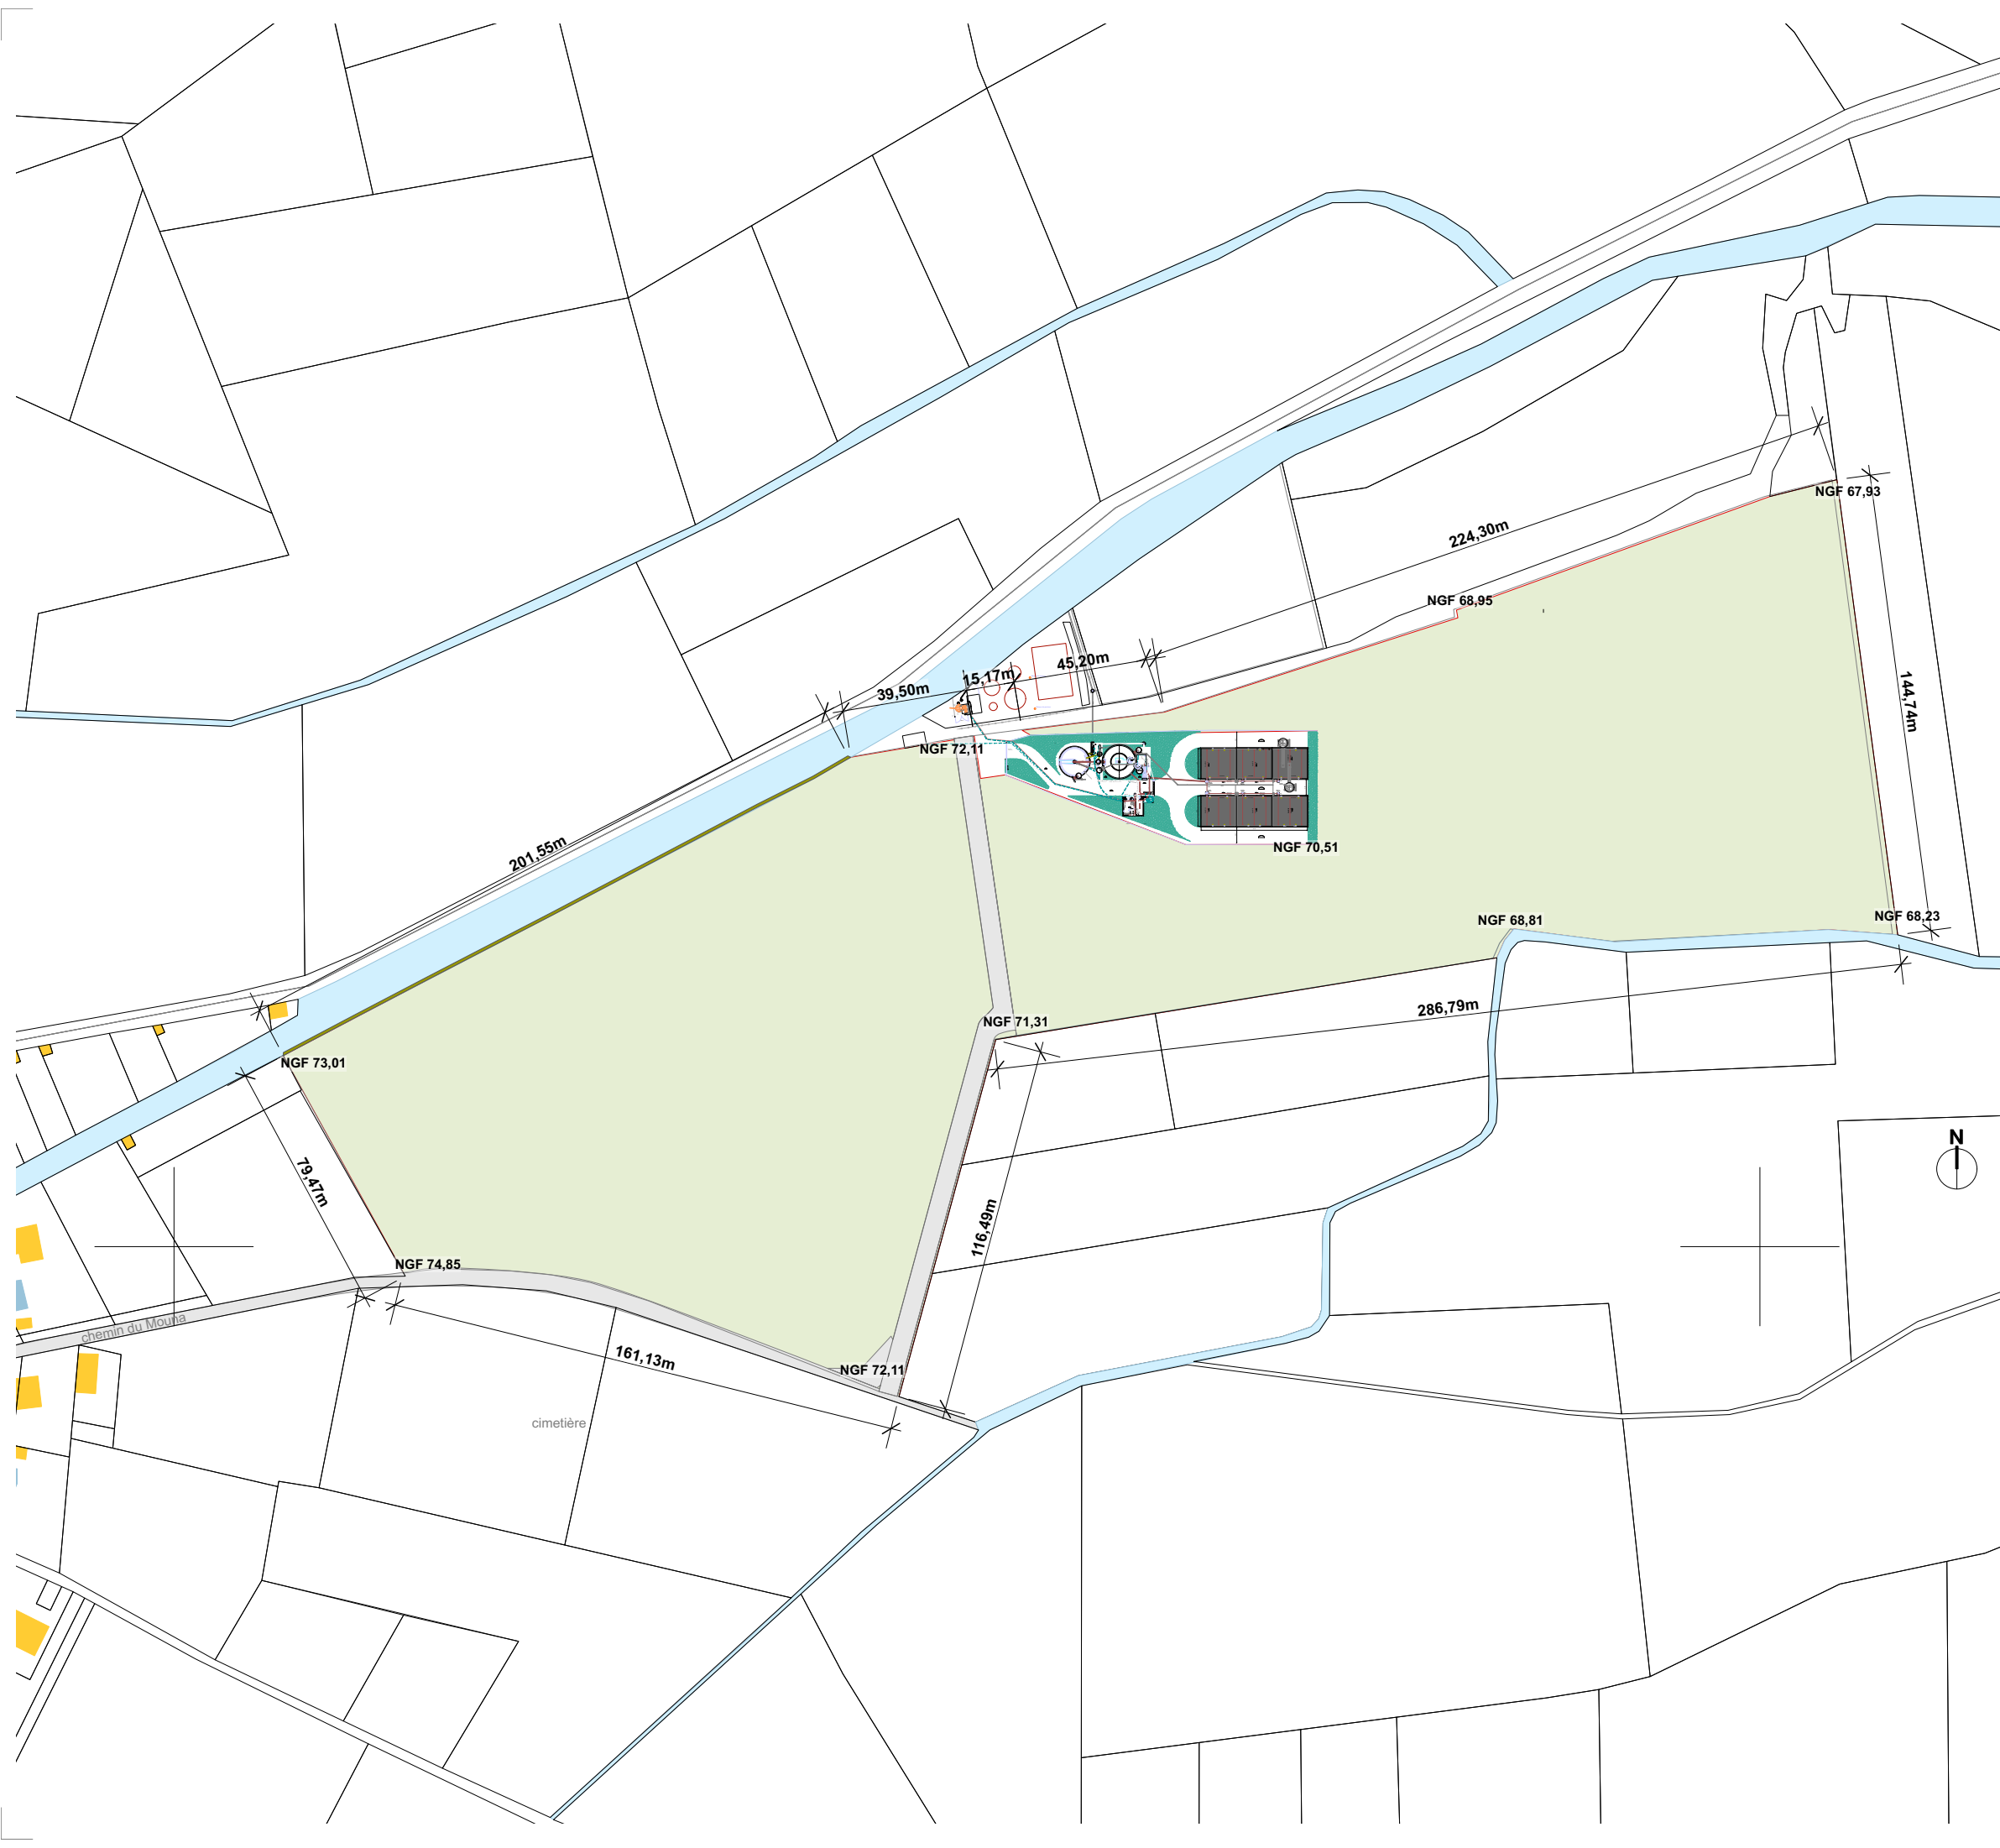 NGF 67,93
224,30m
NGF 68,95
45,20m
15,17m
39,50m
144,74m
NGF 72,11
201,55m
NGF 70,51
NGF 68,81
NGF 68,23
286,79m
NGF 71,31
NGF 73,01
N
79,47m
116,49m
NGF 74,85
chemin du Mouna
161,13m
NGF 72,11
cimetière